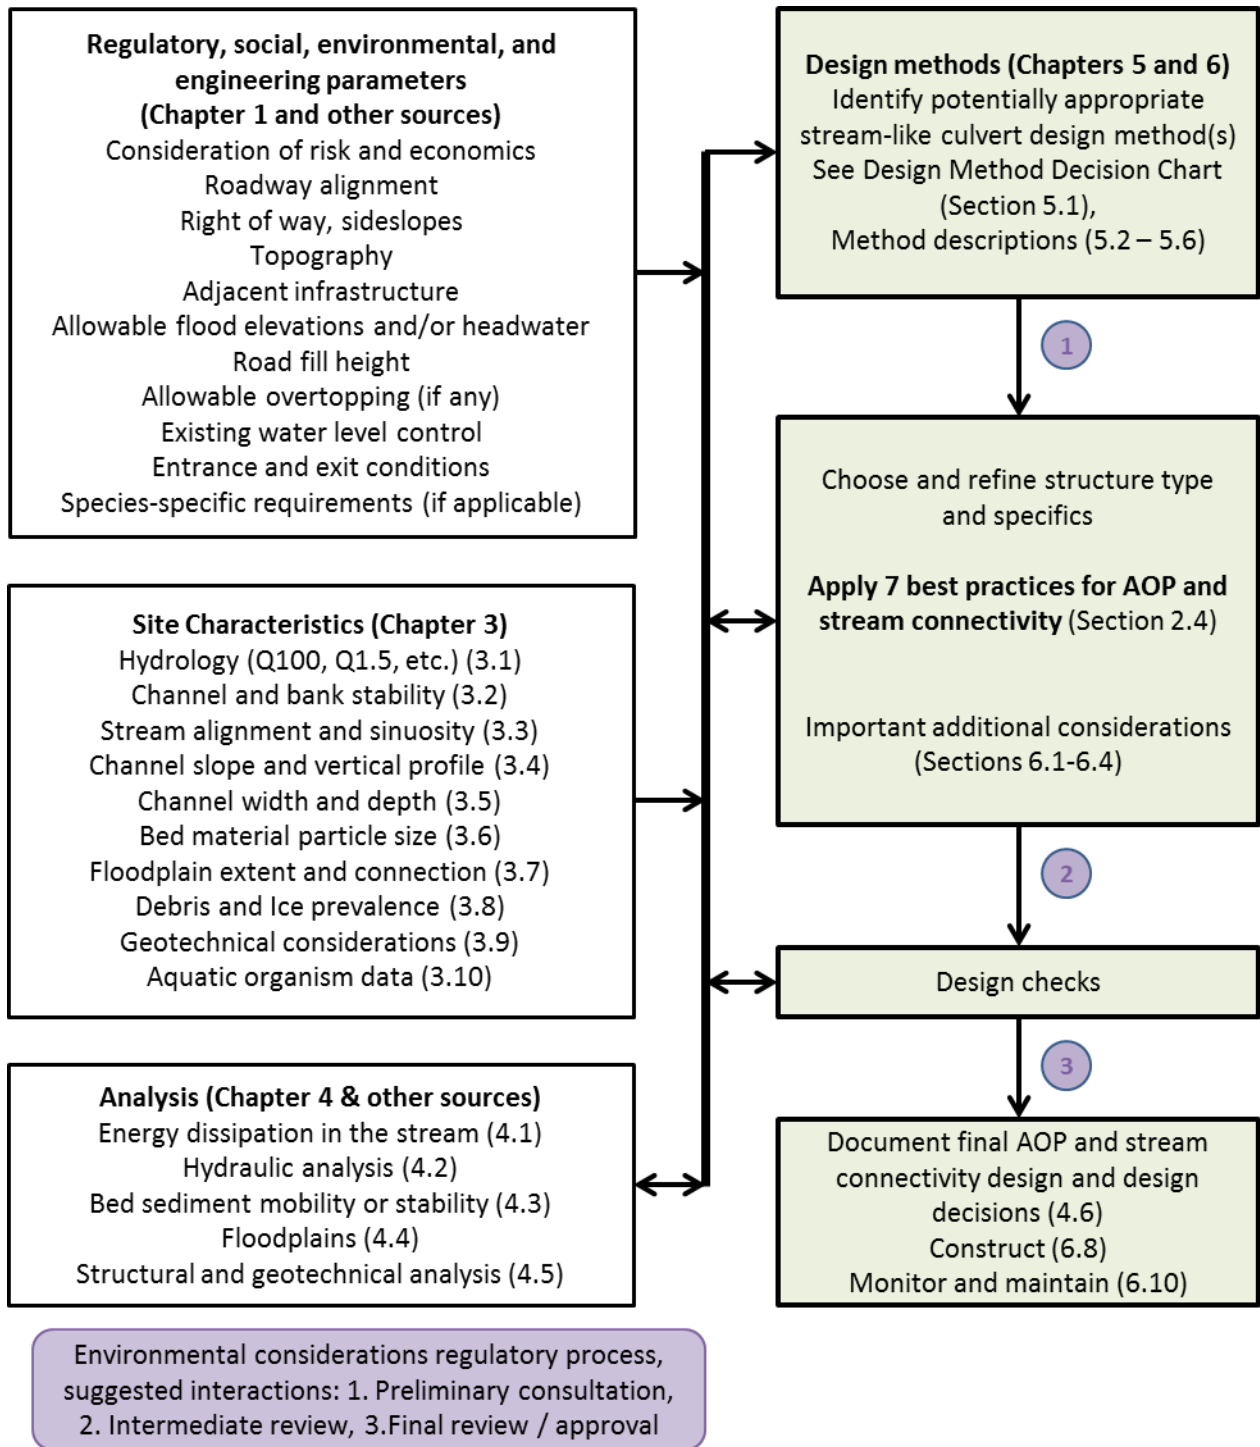 Regulatory, social, environmental, and
engineering parameters
(Chapter 1 and other sources)
Consideration of risk and economics
Roadway alignment
Right of way, sideslopes
Topography
Adjacent infrastructure
Allowable flood elevations and/or headwater
Road fill height
Allowable overtopping (if any)
Existing water level control
Entrance and exit conditions
Species-specific requirements (if applicable)
Site Characteristics (Chapter 3)
Hydrology (Q100, Q1.5, etc.) (3.1)
Channel and bank stability (3.2)
Stream alignment and sinuosity (3.3)
Channel slope and vertical profile (3.4)
Channel width and depth (3.5)
Bed material particle size (3.6)
Floodplain extent and connection (3.7)
Debris and Ice prevalence (3.8)
Geotechnical considerations (3.9)
Aquatic organism data (3.10)
Analysis (Chapter 4 & other sources)
Energy dissipation in the stream (4.1)
Hydraulic analysis (4.2)
Bed sediment mobility or stability (4.3)
Floodplains (4.4)
Structural and geotechnical analysis (4.5)
Design methods (Chapters 5 and 6)
Identify potentially appropriate
stream-like culvert design method(s)
See Design Method Decision Chart
(Section 5.1),
Method descriptions (5.2 – 5.6)
1
Choose and refine structure type
and specifics
Apply 7 best practices for AOP and
stream connectivity (Section 2.4)
Important additional considerations
(Sections 6.1-6.4)
2
Design checks
3
Document final AOP and stream
connectivity design and design
decisions (4.6)
Construct (6.8)
Monitor and maintain (6.10)
Environmental considerations regulatory process,
suggested interactions: 1. Preliminary consultation,
2. Intermediate review, 3.Final review / approval